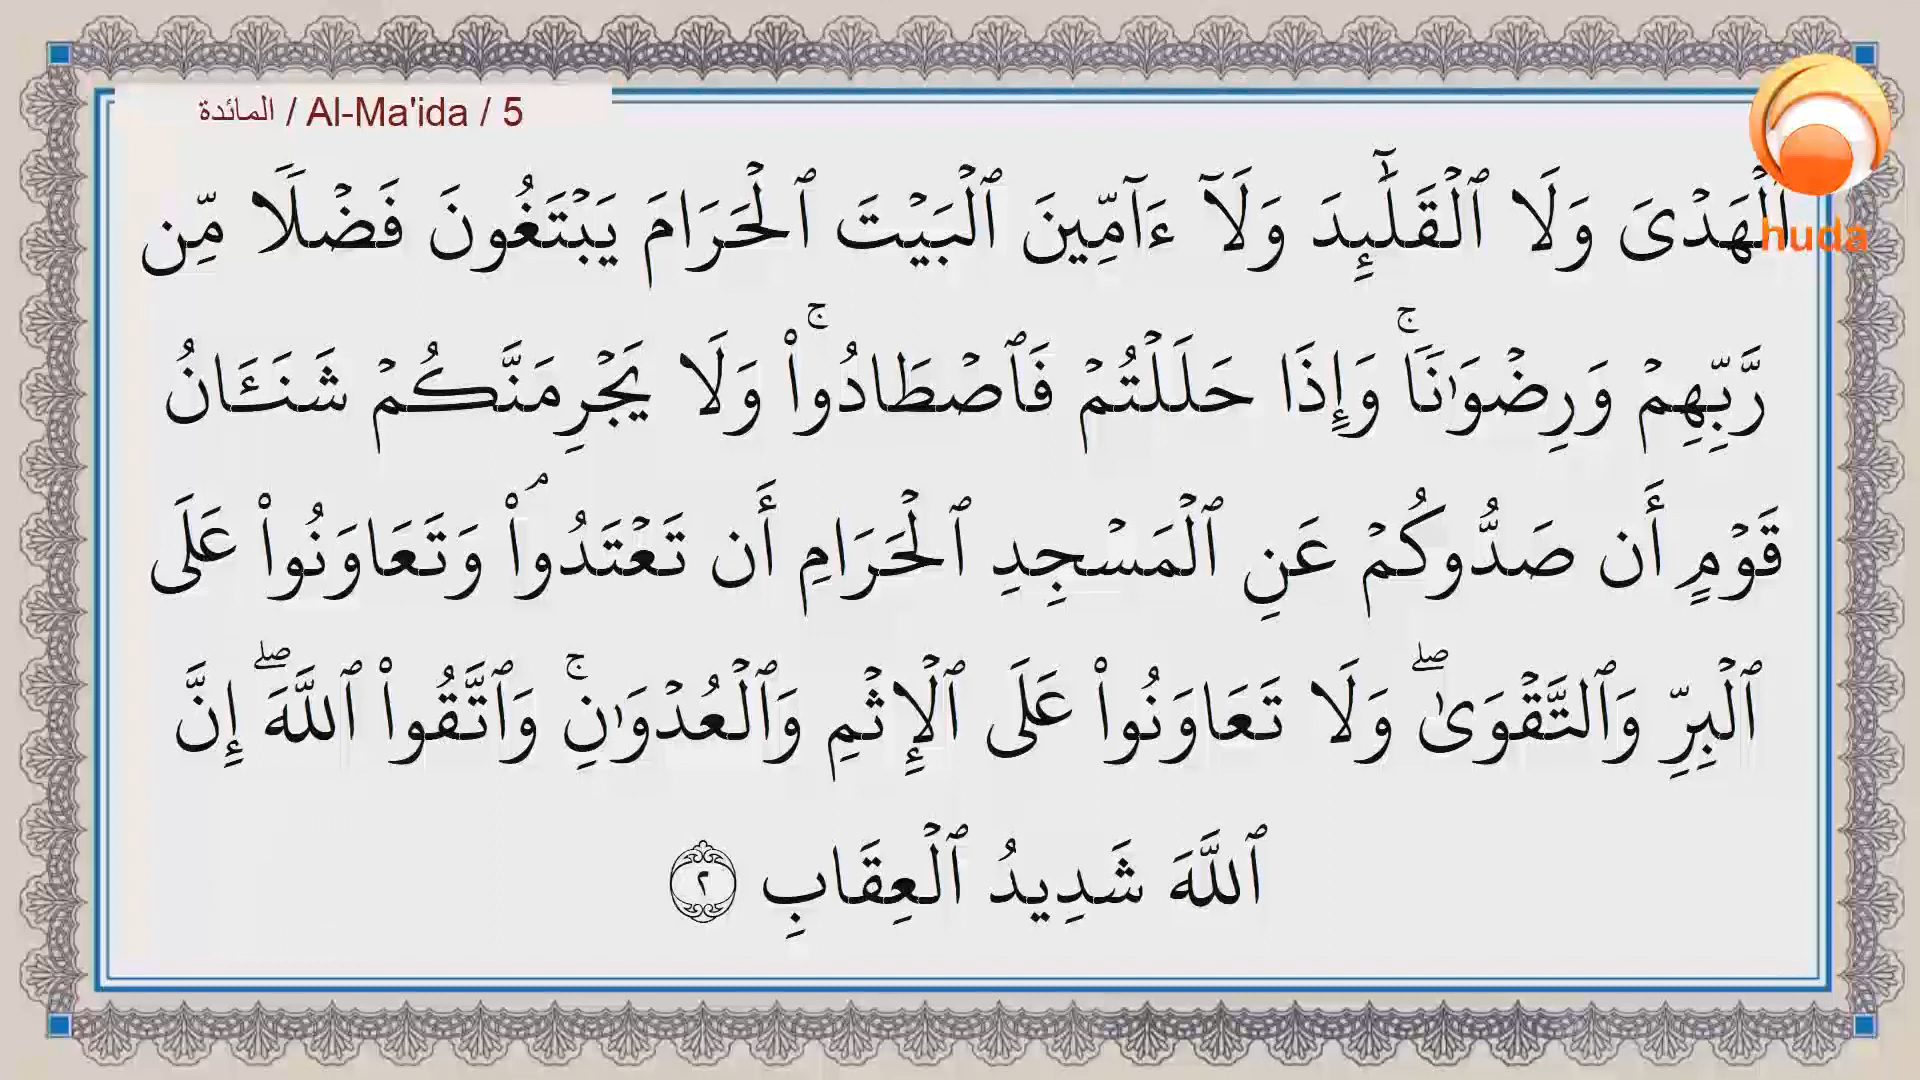 المائدة / Al-Ma'ida / 5
huda
ٱلْهَدْىَ وَلَا ٱلْقَلَٰٓئِدَ وَلَآ ءَآمِّينَ ٱلْبَيْتَ ٱلْحَرَامَ يَبْتَغُونَ فَضْلًا مِّن
رَّبِّهِمْ وَرِضْوَٰنًا ۚ وَإِذَا حَلَلْتُمْ فَٱصْطَادُوا۟ ۚ وَلَا يَجْرِمَنَّكُمْ شَنَـَٔانُ
قَوْمٍ أَن صَدُّوكُمْ عَنِ ٱلْمَسْجِدِ ٱلْحَرَامِ أَن تَعْتَدُوا۟ ۘ وَتَعَاوَنُوا۟ عَلَى
ٱلْبِرِّ وَٱلتَّقْوَىٰ ۖ وَلَا تَعَاوَنُوا۟ عَلَى ٱلْإِثْمِ وَٱلْعُدْوَٰنِ ۚ وَٱتَّقُوا۟ ٱللَّهَ ۖ إِنَّ
ٱللَّهَ شَدِيدُ ٱلْعِقَابِ ٢